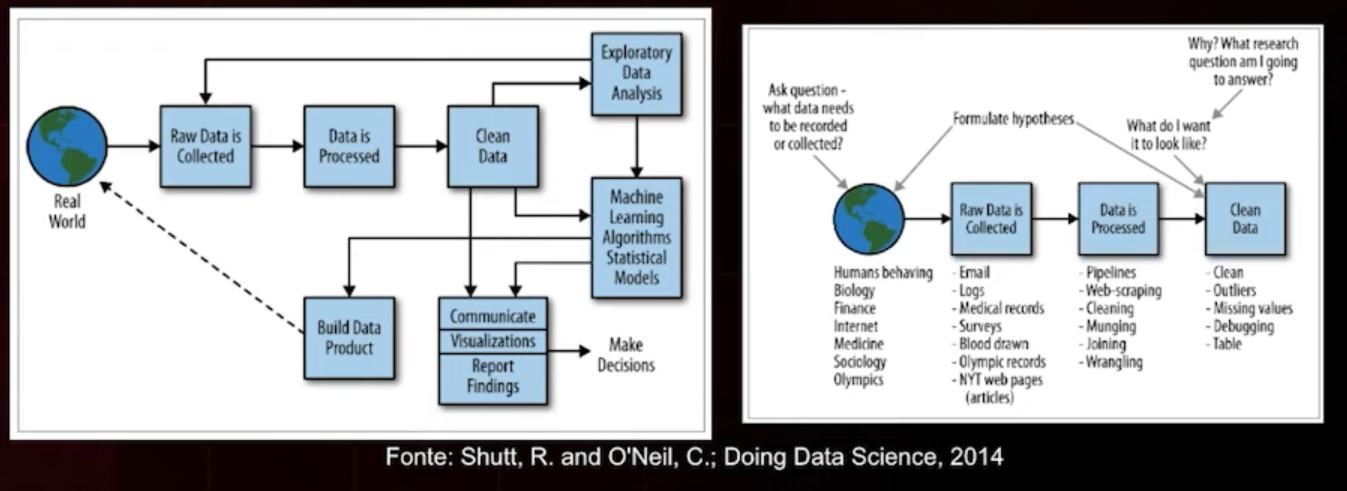 Real
World
Raw Data is
Collected
Data is
Processed
Clean
Data
Exploratory
Data
Analysis
Machine
Learning
Algorithms
Statistical
Models
Build Data
Product
Communicate
Visualizations
Report
Findings
Make
Decisions
Ask question -
what data needs
to be recorded
or collected?
Formulate hypotheses
Why? What research
question am I going
to answer?
What do I want
it to look like?
Raw Data is
Collected
Data is
Processed
Clean
Data
Humans behaving
Biology
Finance
Internet
Medicine
Sociology
Olympics
- Email
- Logs
- Medical records
- Surveys
- Blood drawn
- Olympic records
- NYT web pages
(articles)
- Pipelines
- Web-scraping
- Cleaning
- Munging
- Joining
- Wrangling
- Clean
- Outliers
- Missing values
- Debugging
- Table
Fonte: Shutt, R. and O'Neil, C.; Doing Data Science, 2014